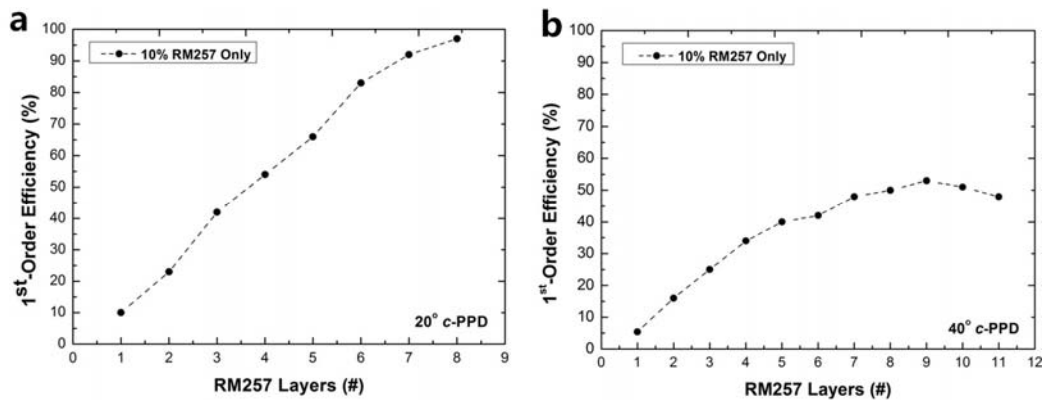 a
10% RM257 Only
1st-Order Efficiency (%)
100
90
80
70
60
50
40
30
20
10
0
20° c-PPD
0 1 2 3 4 5 6 7 8 9
RM257 Layers (#)
b
10% RM257 Only
1st-Order Efficiency (%)
100
90
80
70
60
50
40
30
20
10
0
40° c-PPD
0 1 2 3 4 5 6 7 8 9 10 11 12
RM257 Layers (#)